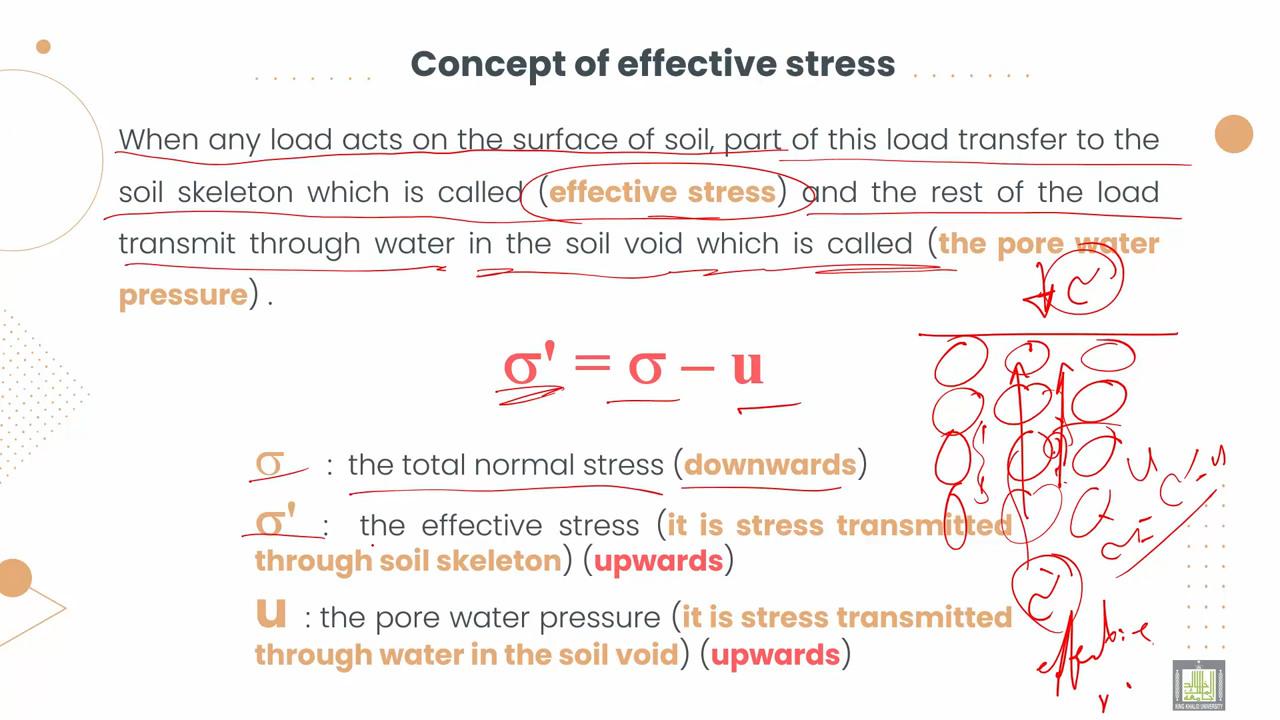 Concept of effective stress
When any load acts on the surface of soil, part of this load transfer to the
soil skeleton which is called (effective stress) and the rest of the load
transmit through water in the soil void which is called (the pore water
pressure) .
σ' = σ – u
σ : the total normal stress (downwards)
σ' : the effective stress (it is stress transmitted
through soil skeleton) (upwards)
u : the pore water pressure (it is stress transmitted
through water in the soil void) (upwards)
u
effective
KING KHALID UNIVERSITY